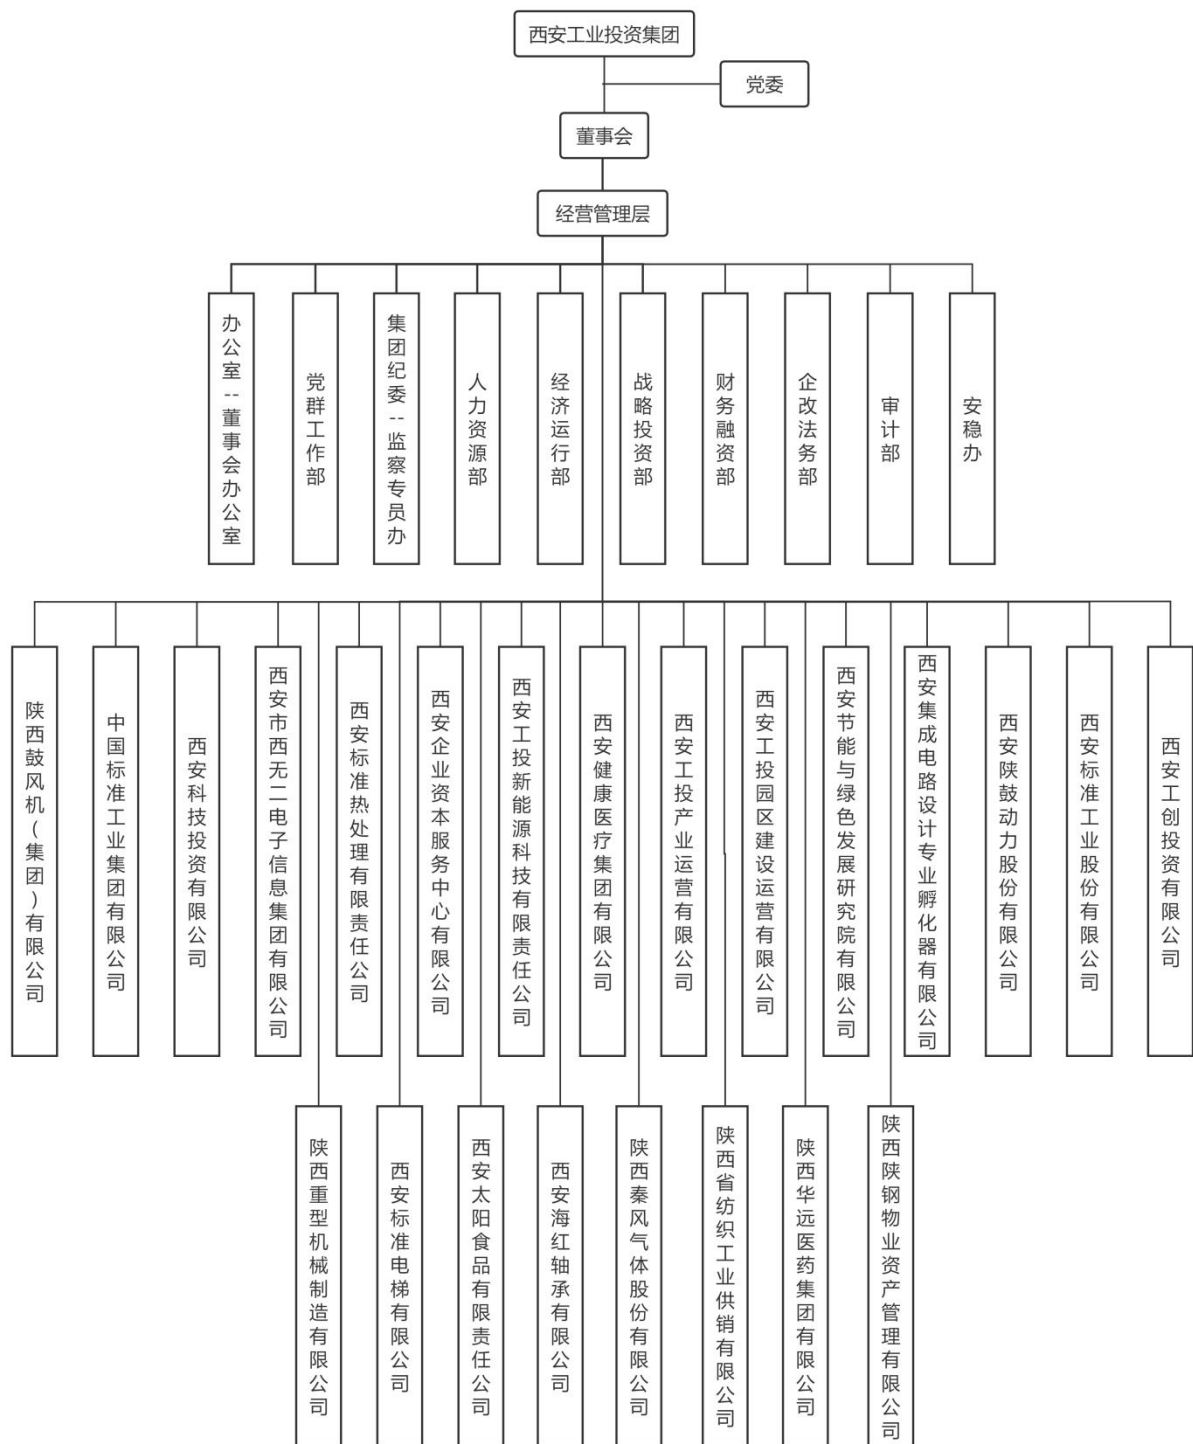 西安工业投资集团
党委
董事会
经营管理层
办公室--董事会办公室
党群工作部
集团纪委--监察专员办
人力资源部
经济运行部
战略投资部
财务融资部
企改法务部
审计部
安稳办
陕西鼓风机(集团)有限公司
中国标准工业集团有限公司
西安科技投资有限公司
西安市西无二电子信息集团有限公司
西安标准热处理有限责任公司
西安企业资本服务中心有限公司
西安工投新能源科技有限责任公司
西安健康医疗集团有限公司
西安工投产业运营有限公司
西安工投园区建设运营有限公司
西安节能与绿色发展研究院有限公司
西安集成电路设计专业孵化器有限公司
西安陕鼓动力股份有限公司
西安标准工业股份有限公司
西安工创投资有限公司
陕西重型机械制造有限公司
西安标准电梯有限公司
西安太阳食品有限责任公司
西安海红轴承有限公司
陕西秦风气体股份有限公司
陕西省纺织工业供销有限公司
陕西华远医药集团有限公司
陕西陕钢物业资产管理有限公司